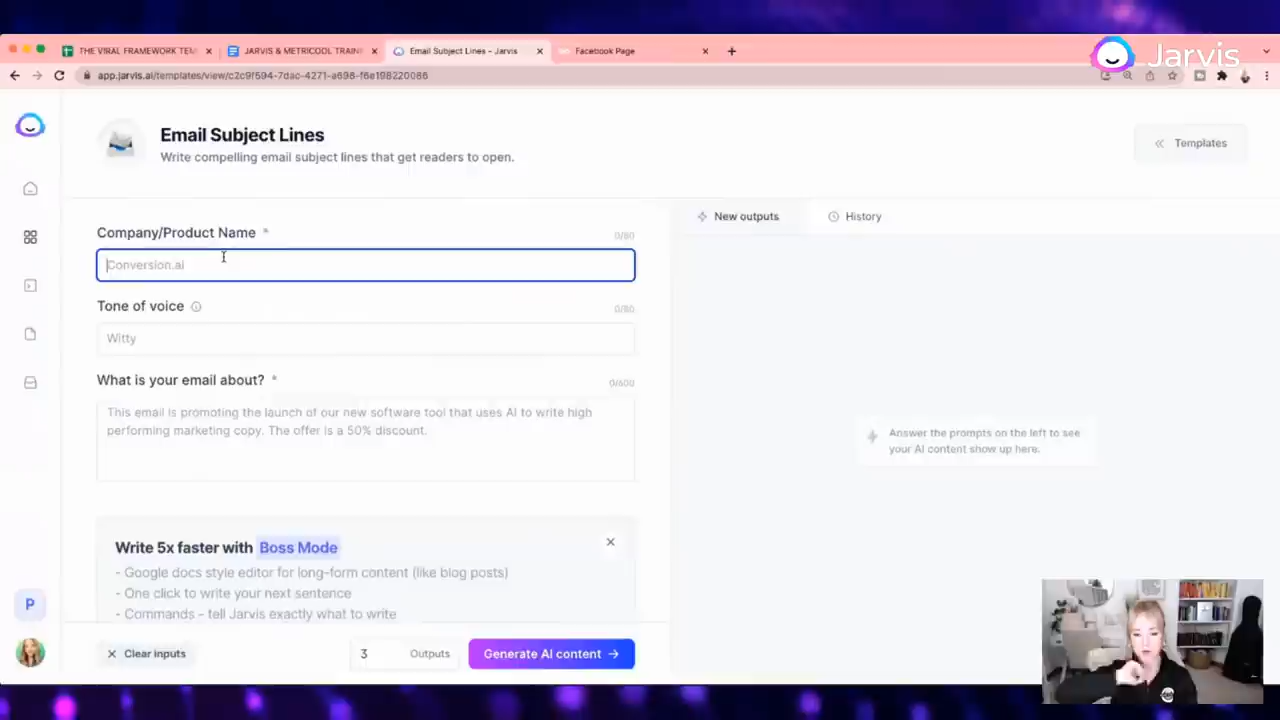 THE VIRAL FRAMEWORK TEM
JARVIS & METRICOOL TRAINI
Email Subject Lines - Jarvis
Facebook Page
Jarvis
app.jarvis.ai/templates/view/c2c9f594-7dac-4271-a698-f6e198220086
Email Subject Lines
Write compelling email subject lines that get readers to open.
Templates
New outputs
History
Company/Product Name *
0/80
Conversion.ai
Tone of voice
0/80
Witty
What is your email about? *
0/600
This email is promoting the launch of our new software tool that uses AI to write high
performing marketing copy. The offer is a 50% discount.
Answer the prompts on the left to see
your AI content show up here.
Write 5x faster with Boss Mode
- Google docs style editor for long-form content (like blog posts)
- One click to write your next sentence
- Commands - tell Jarvis exactly what to write
P
Clear inputs
3
Outputs
Generate AI content